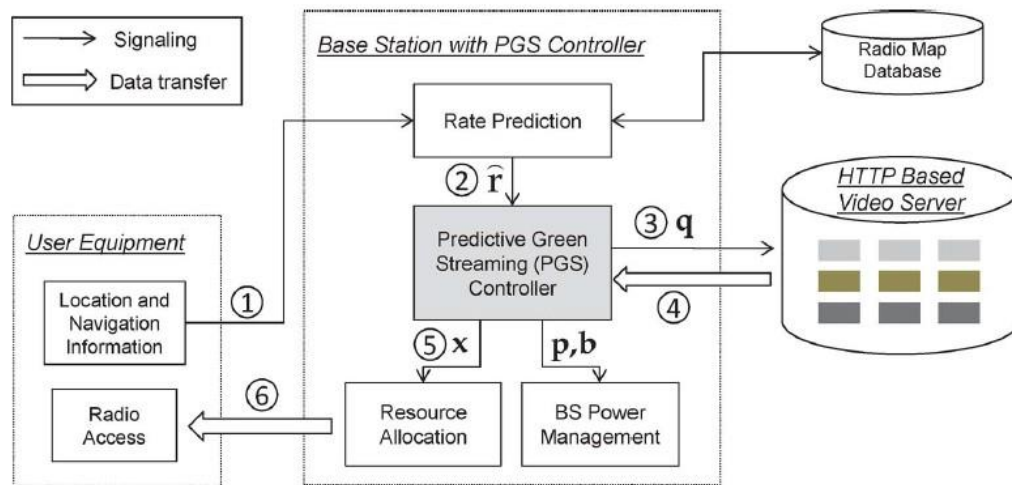 Signaling
Data transfer
Base Station with PGS Controller
Radio Map
Database
Rate Prediction
② r̂
HTTP Based
Video Server
User Equipment
Predictive Green
Streaming (PGS)
Controller
③ q
④
Location and
Navigation
Information
①
⑤ x
p,b
⑥
Radio
Access
Resource
Allocation
BS Power
Management